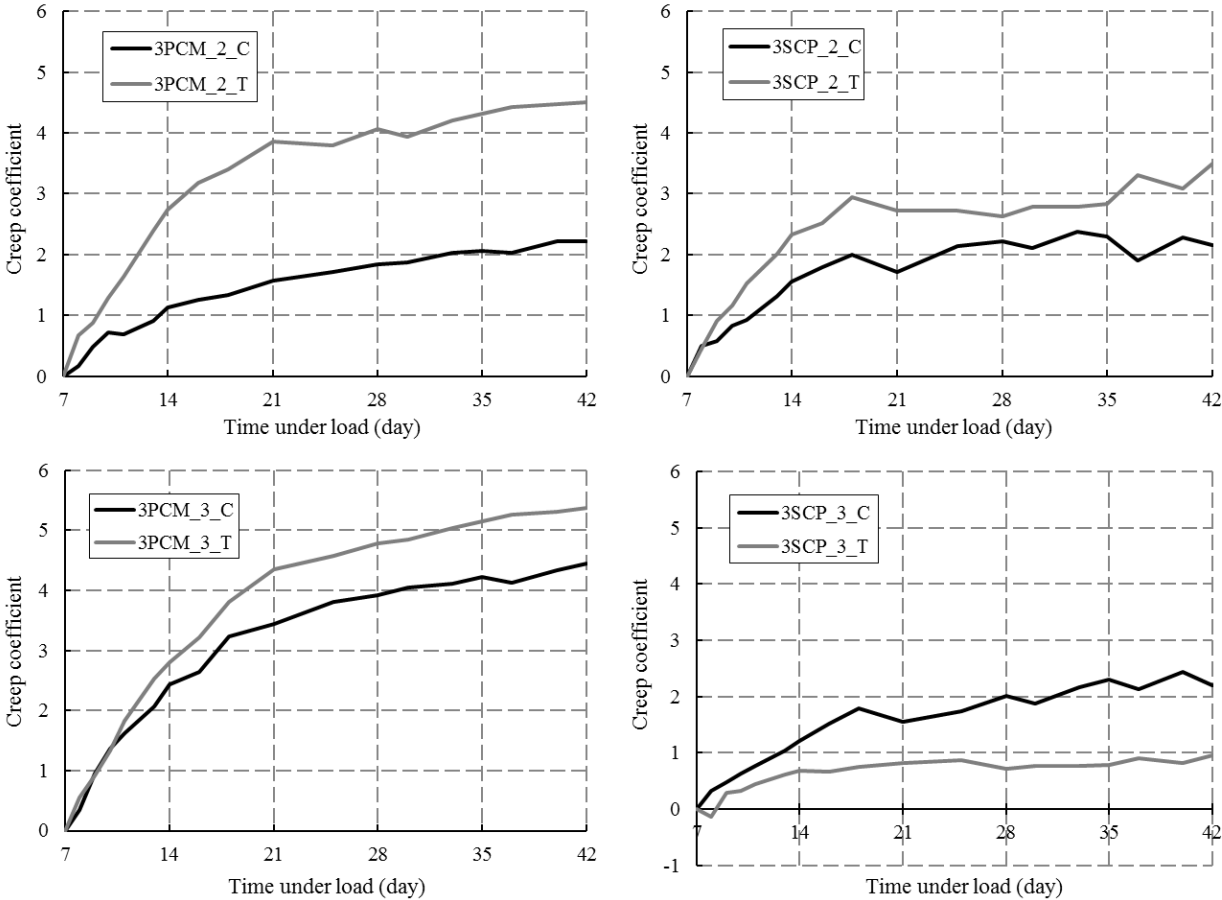 6
5
4
3
2
1
0
Creep coefficient
3PCM_2_C
3PCM_2_T
7 14 21 28 35 42
Time under load (day)
6
5
4
3
2
1
0
Creep coefficient
3SCP_2_C
3SCP_2_T
7 14 21 28 35 42
Time under load (day)
6
5
4
3
2
1
0
Creep coefficient
3PCM_3_C
3PCM_3_T
7 14 21 28 35 42
Time under load (day)
6
5
4
3
2
1
0
-1
Creep coefficient
3SCP_3_C
3SCP_3_T
7 14 21 28 35 42
Time under load (day)